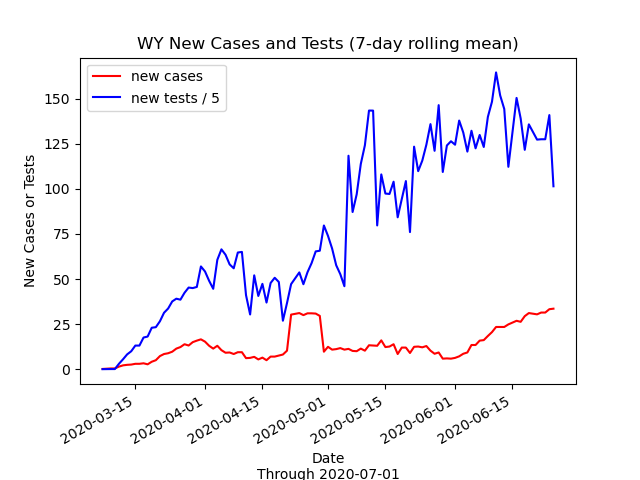 WY New Cases and Tests (7-day rolling mean)
new cases
new tests / 5
New Cases or Tests
150
125
100
75
50
25
0
2020-03-15
2020-04-01
2020-04-15
2020-05-01
2020-05-15
2020-06-01
2020-06-15
Date
Through 2020-07-01